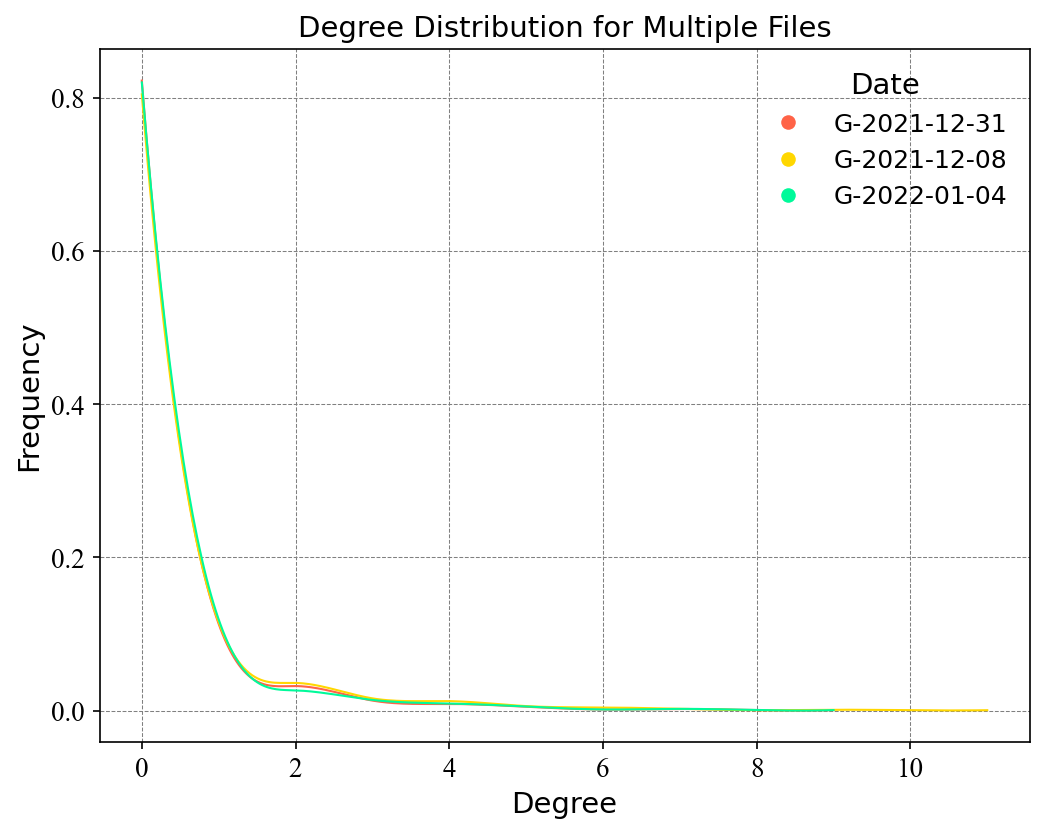 Degree Distribution for Multiple Files
Date
G-2021-12-31
G-2021-12-08
G-2022-01-04
Frequency
0.8
0.6
0.4
0.2
0.0
0 2 4 6 8 10
Degree